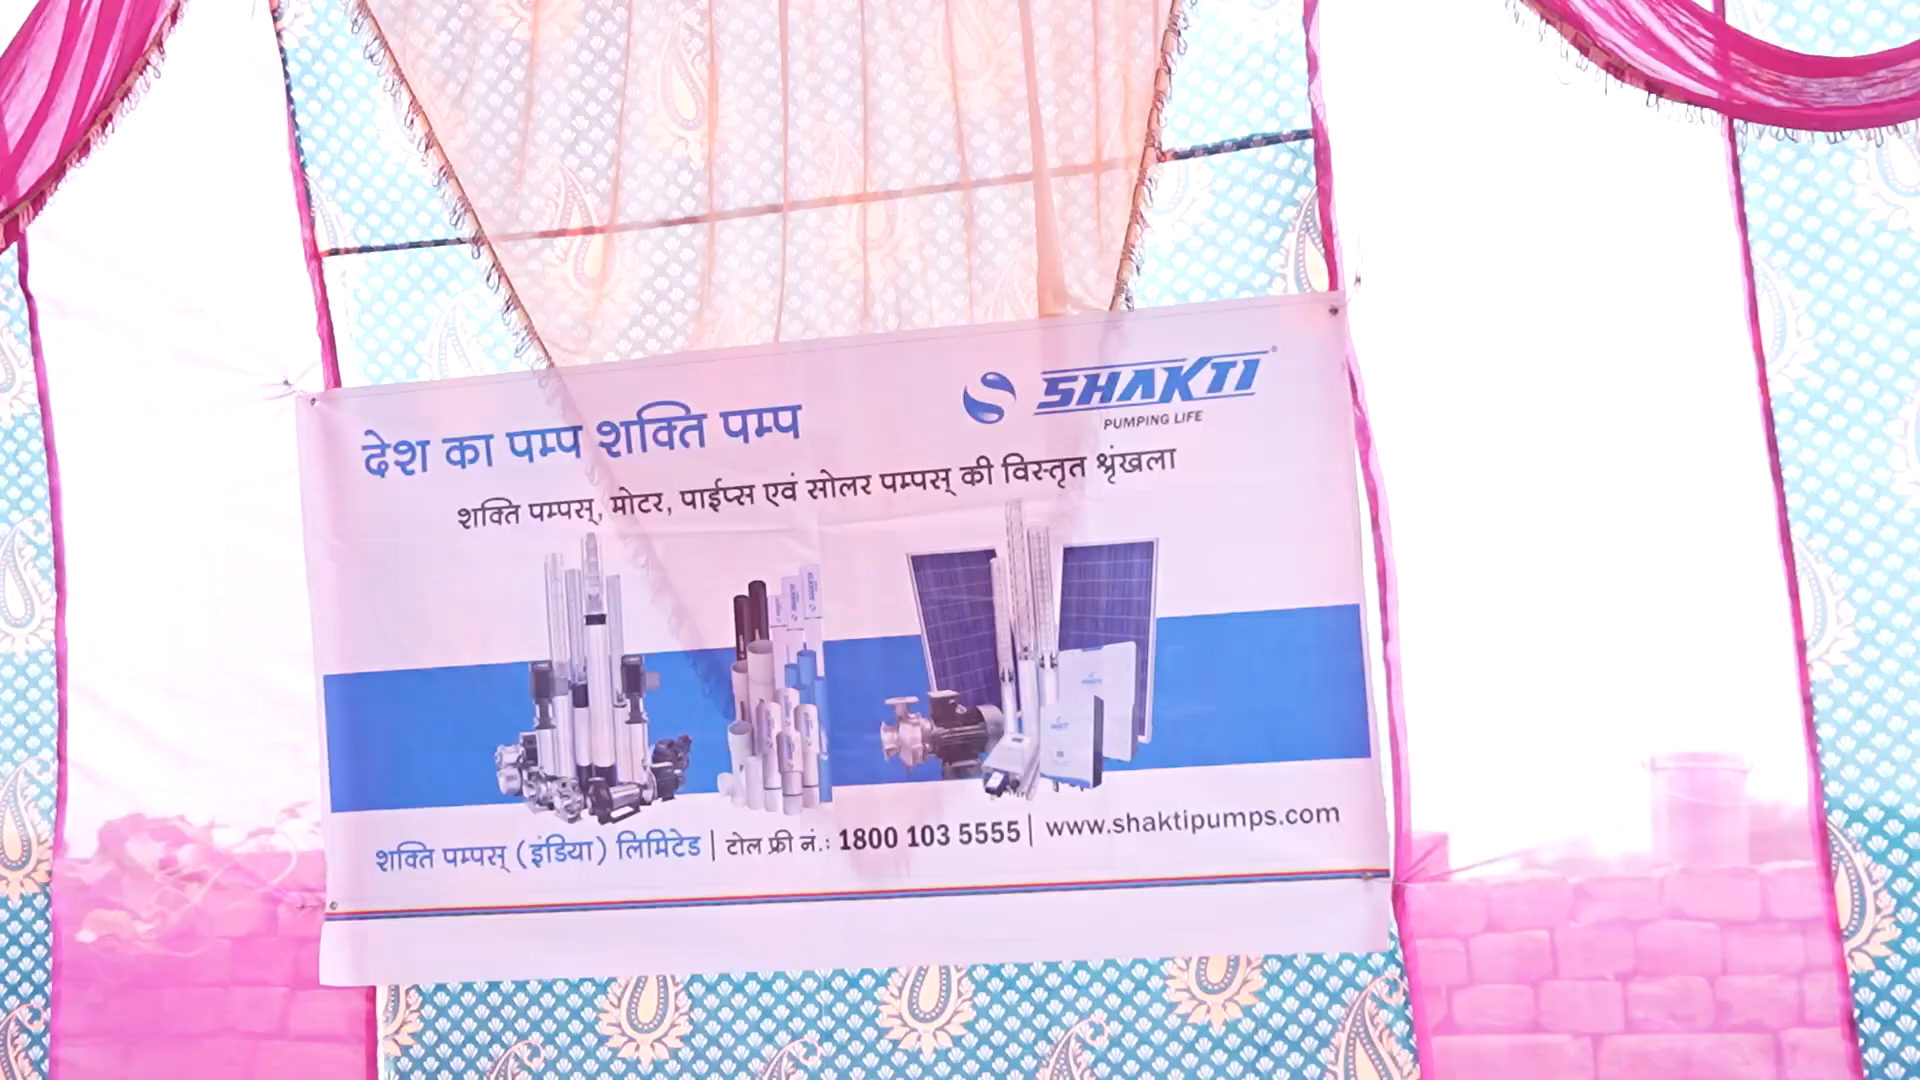 देश का पम्प शक्ति पम्प
SHAKTI®
PUMPING LIFE
शक्ति पम्पस्, मोटर, पाईप्स एवं सोलर पम्पस् की विस्तृत श्रृंखला
शक्ति पम्पस् (इंडिया) लिमिटेड | टोल फ्री नं.: 1800 103 5555 | www.shaktipumps.com